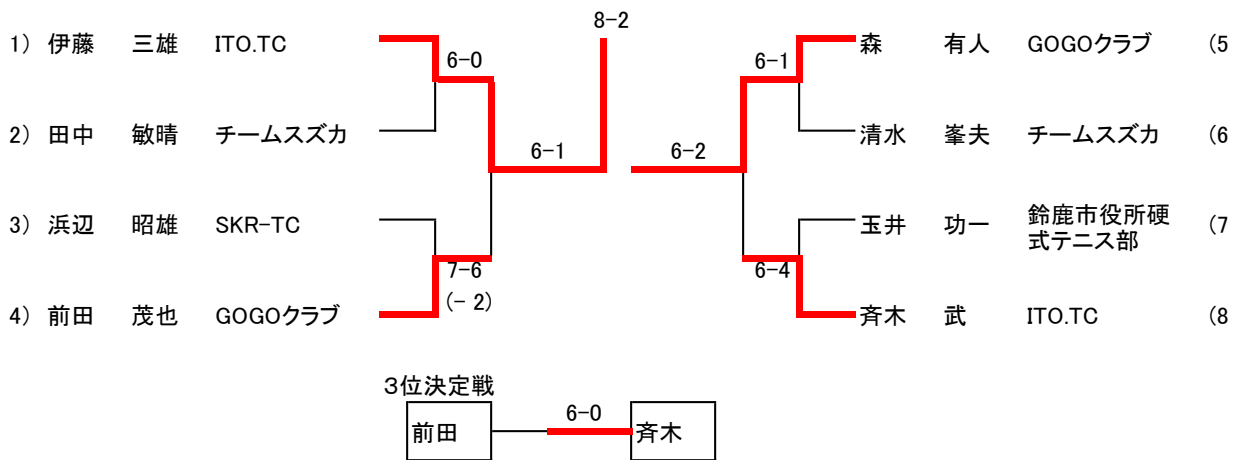 8-2
1) 伊藤 三雄 ITO.TC
森 有人 GOGOクラブ (5
6-0
6-1
2) 田中 敏晴 チームスズカ
清水 峯夫 チームスズカ (6
6-1
6-2
3) 浜辺 昭雄 SKR-TC
玉井 功一 鈴鹿市役所硬
式テニス部 (7
7-6
(- 2)
6-4
4) 前田 茂也 GOGOクラブ
斉木 武 ITO.TC (8
3位決定戦
前田 6-0 斉木